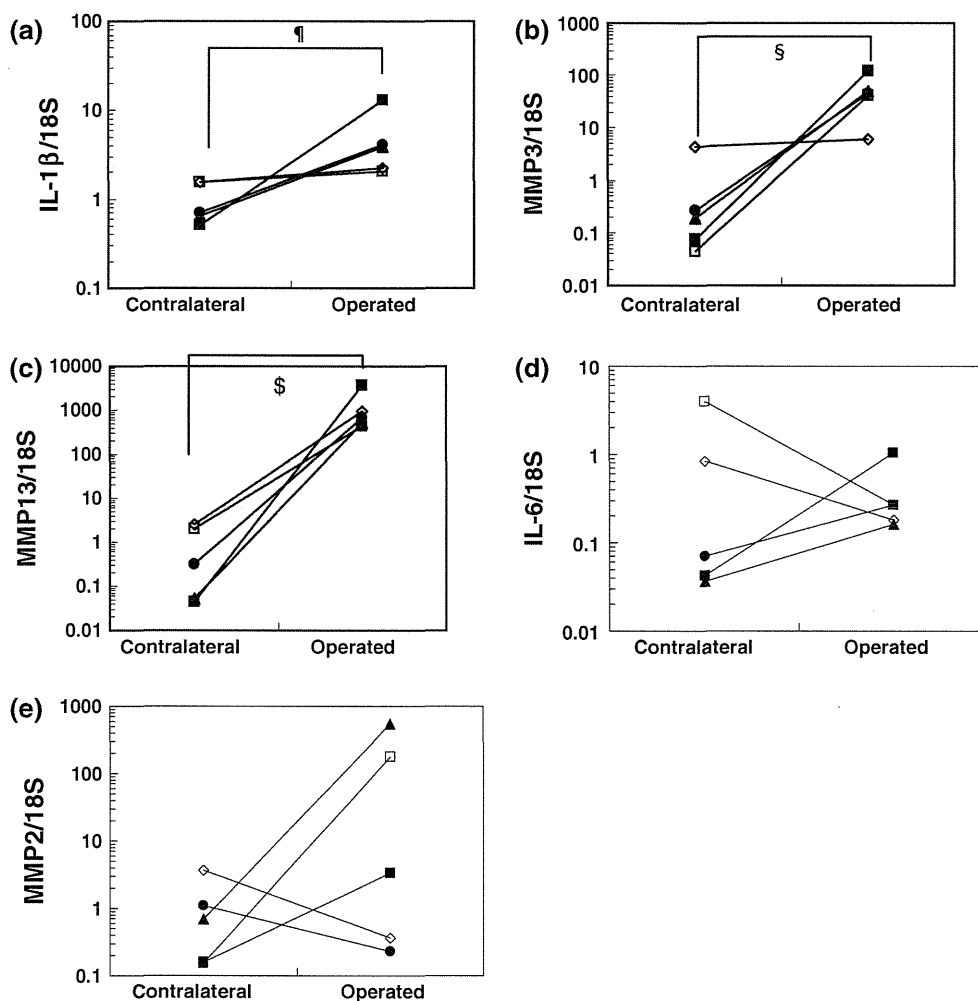 (a)
IL-1β/18S
100
10
1
0.1
¶
Contralateral
Operated
(b)
MMP3/18S
1000
100
10
1
0.1
0.01
§
Contralateral
Operated
(c)
MMP13/18S
10000
1000
100
10
1
0.1
0.01
$
Contralateral
Operated
(d)
IL-6/18S
10
1
0.1
0.01
Contralateral
Operated
(e)
MMP2/18S
1000
100
10
1
0.1
Contralateral
Operated